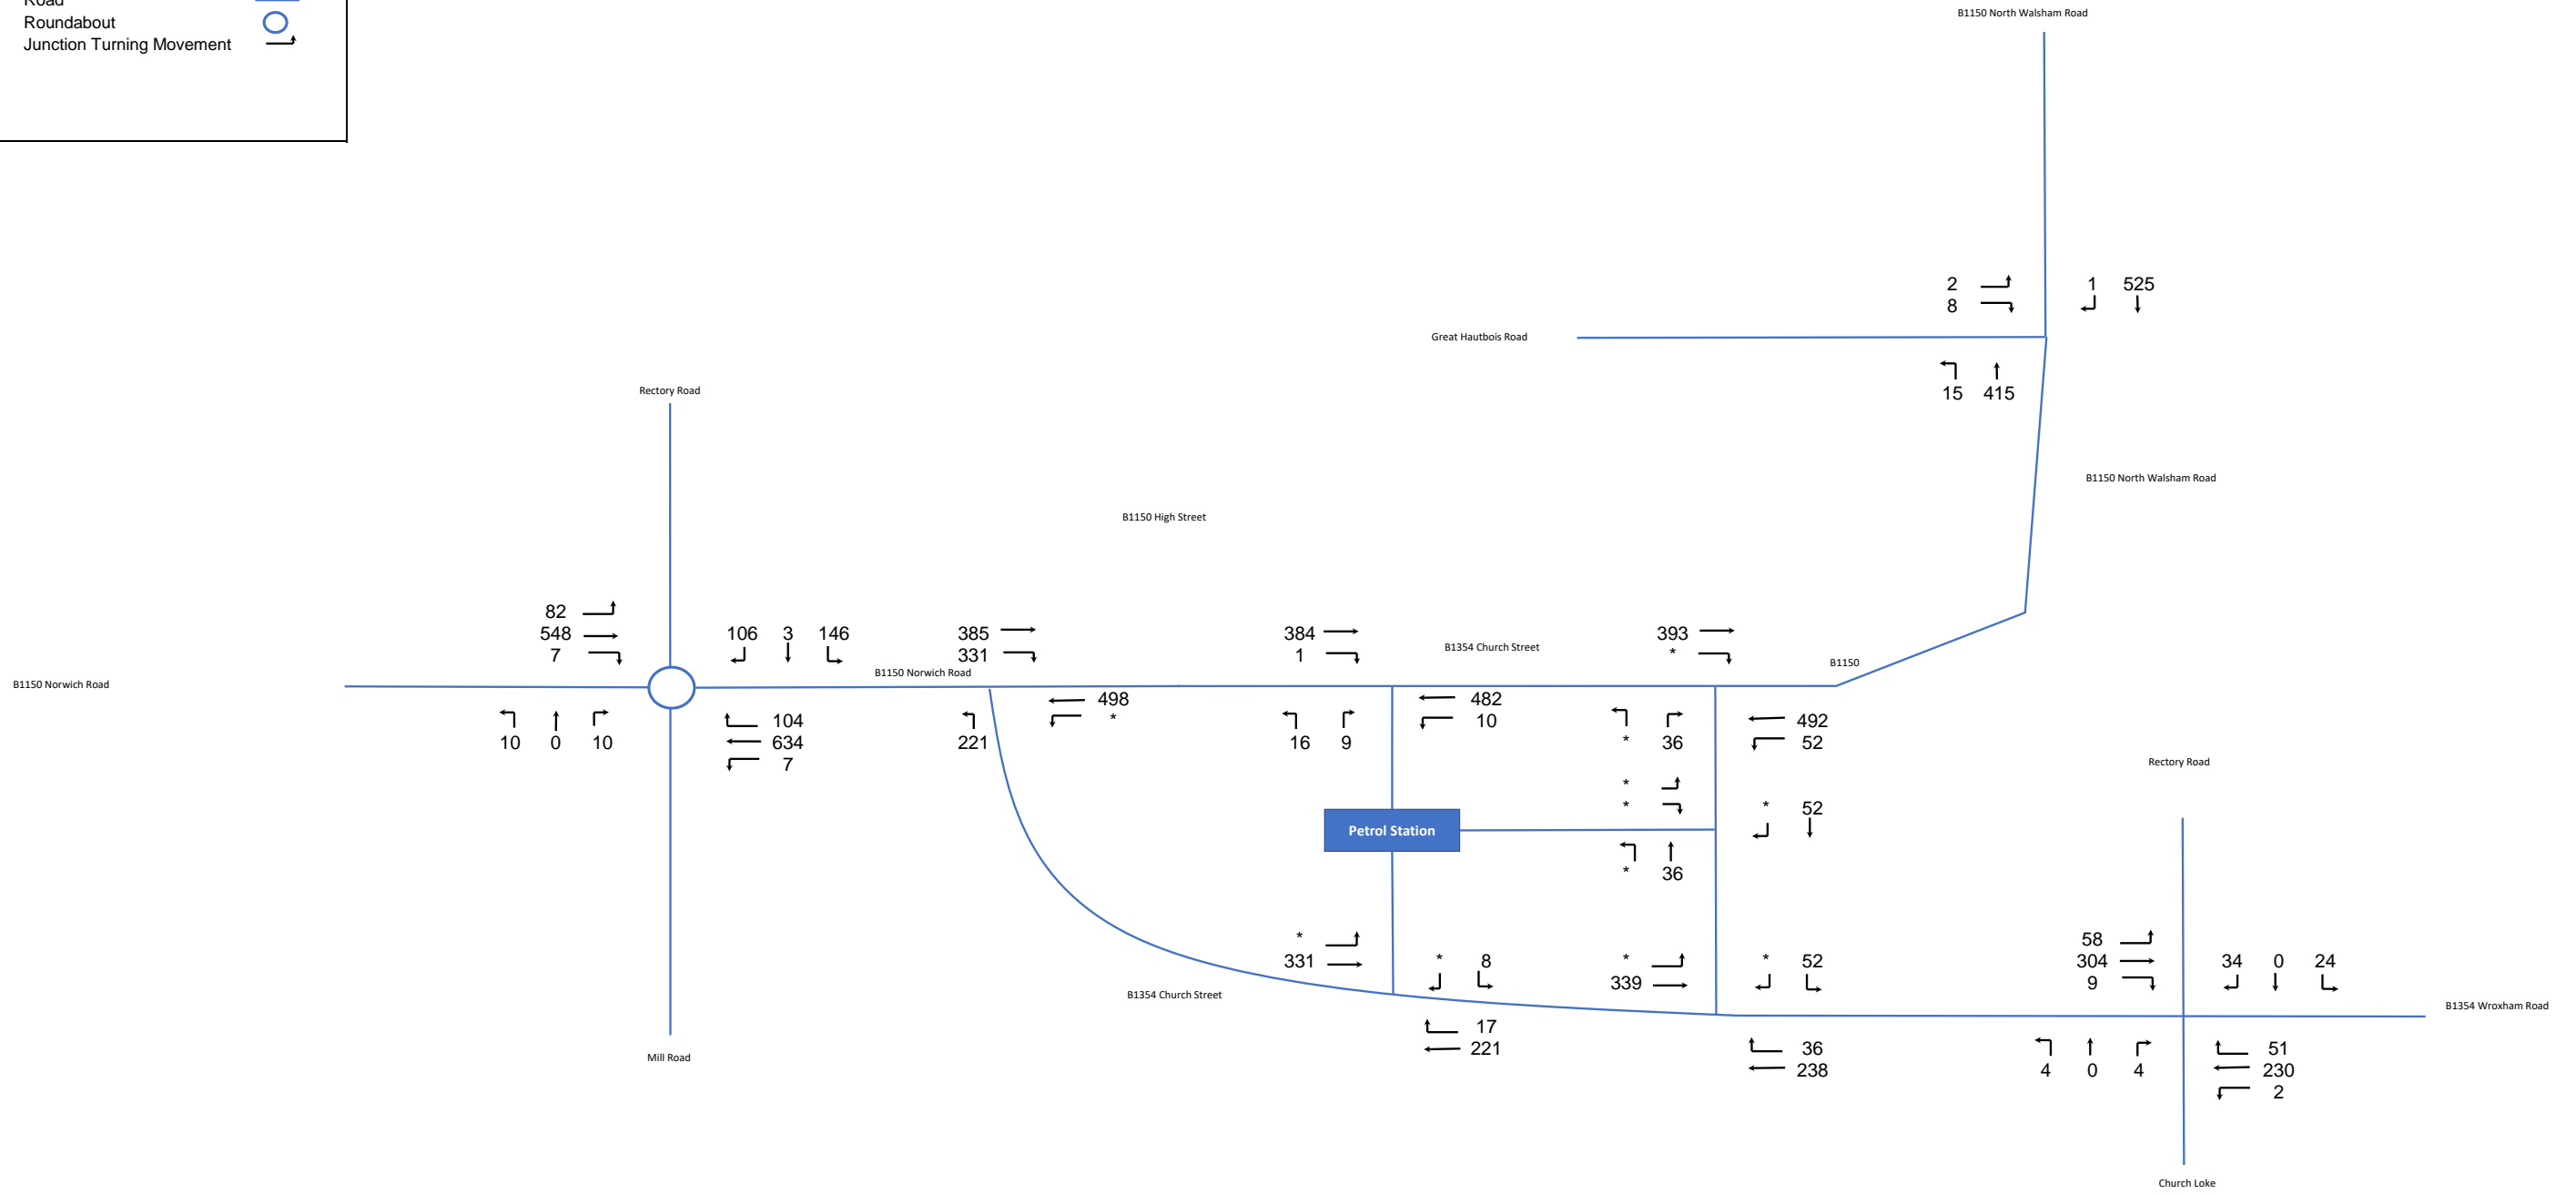 Road
Roundabout
Junction Turning Movement
B1150 North Walsham Road
2 1 525
8
Great Hautbois Road
15 415
Rectory Road
B1150 North Walsham Road
B1150 High Street
82
548 106 3 146 385 384 393
7 331 1 B1354 Church Street *
B1150 Norwich Road B1150 Norwich Road B1150
498 482 492
* 10 52
104
10 0 10 634 221 16 9 * 36
7
Rectory Road
*
* * 52
Petrol Station
* 36
* 58
331 * 8 * * 52 304 34 0 24
339 9
B1354 Church Street B1354 Wroxham Road
17 36 51
221 238 4 0 4 230
2
Mill Road
Church Loke